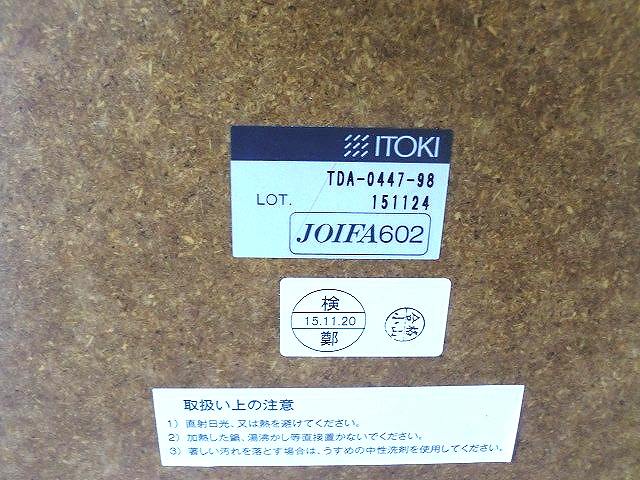 ITOKI
TDA-0447-98
LOT. 151124
JOIFA602
検
15.11.20
鄭
取扱い上の注意
1) 直射日光、又は熱を避けてください。
2) 加熱した鍋、湯沸かし等直接置かないでください。
3) 著しい汚れを落とす場合は、うすめの中性洗剤を使用してください。